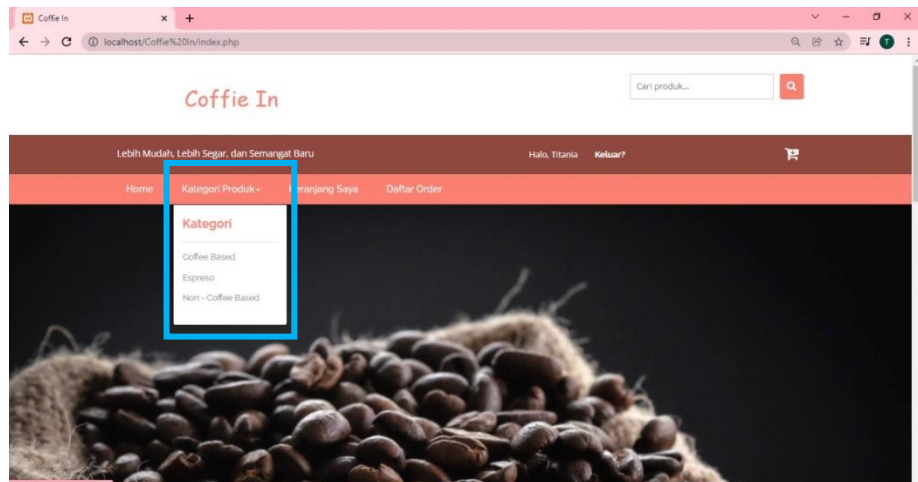 Coffie In
localhost/Coffie%20In/index.php
T
Coffie In
Cari produk...
Lebih Mudah, Lebih Segar, dan Semangat Baru
Halo, Titania Keluar?
Home Kategori Produk Keranjang Saya Daftar Order
Kategori
Coffee Based
Espreso
Non - Coffee Based